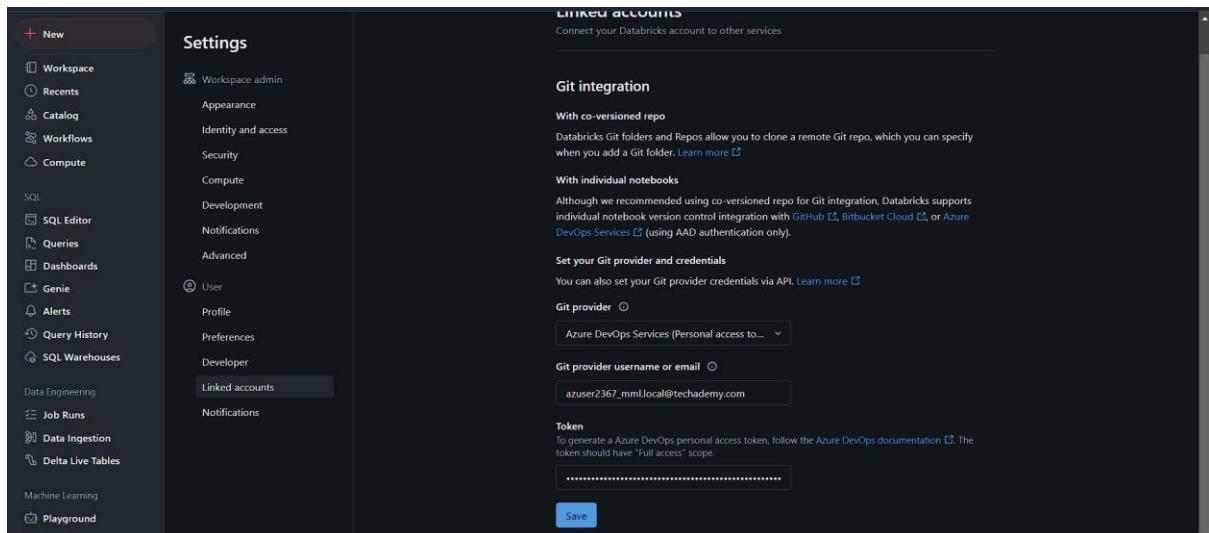 New
Workspace
Recents
Catalog
Workflows
Compute
SQL
SQL Editor
Queries
Dashboards
Genie
Alerts
Query History
SQL Warehouses
Data Engineering
Job Runs
Data Ingestion
Delta Live Tables
Machine Learning
Playground
Settings
Workspace admin
Appearance
Identity and access
Security
Compute
Development
Notifications
Advanced
User
Profile
Preferences
Developer
Linked accounts
Notifications
Linked accounts
Connect your Databricks account to other services
Git integration
With co-versioned repo
Databricks Git folders and Repos allow you to clone a remote Git repo, which you can specify
when you add a Git folder. Learn more
With individual notebooks
Although we recommended using co-versioned repo for Git integration, Databricks supports
individual notebook version control integration with GitHub, Bitbucket Cloud, or Azure
DevOps Services (using AAD authentication only).
Set your Git provider and credentials
You can also set your Git provider credentials via API. Learn more
Git provider
Azure DevOps Services (Personal access to...
Git provider username or email
azuser2367_mml.local@techademy.com
Token
To generate a Azure DevOps personal access token, follow the Azure DevOps documentation. The
token should have "Full access" scope.
Save